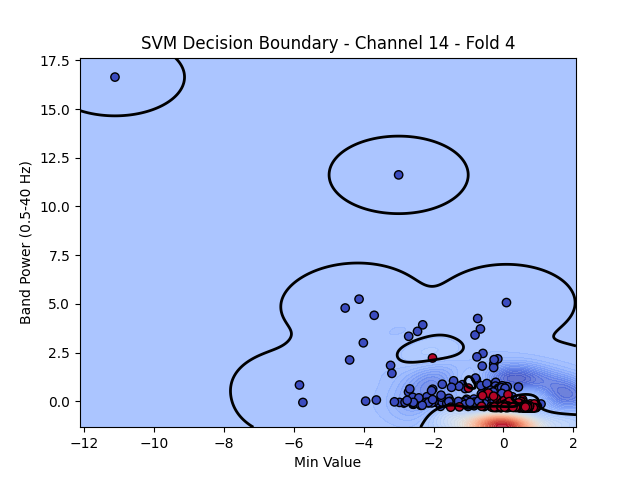 SVM Decision Boundary - Channel 14 - Fold 4
17.5
15.0
12.5
10.0
7.5
5.0
2.5
0.0
Band Power (0.5-40 Hz)
−12 −10 −8 −6 −4 −2 0 2
Min Value